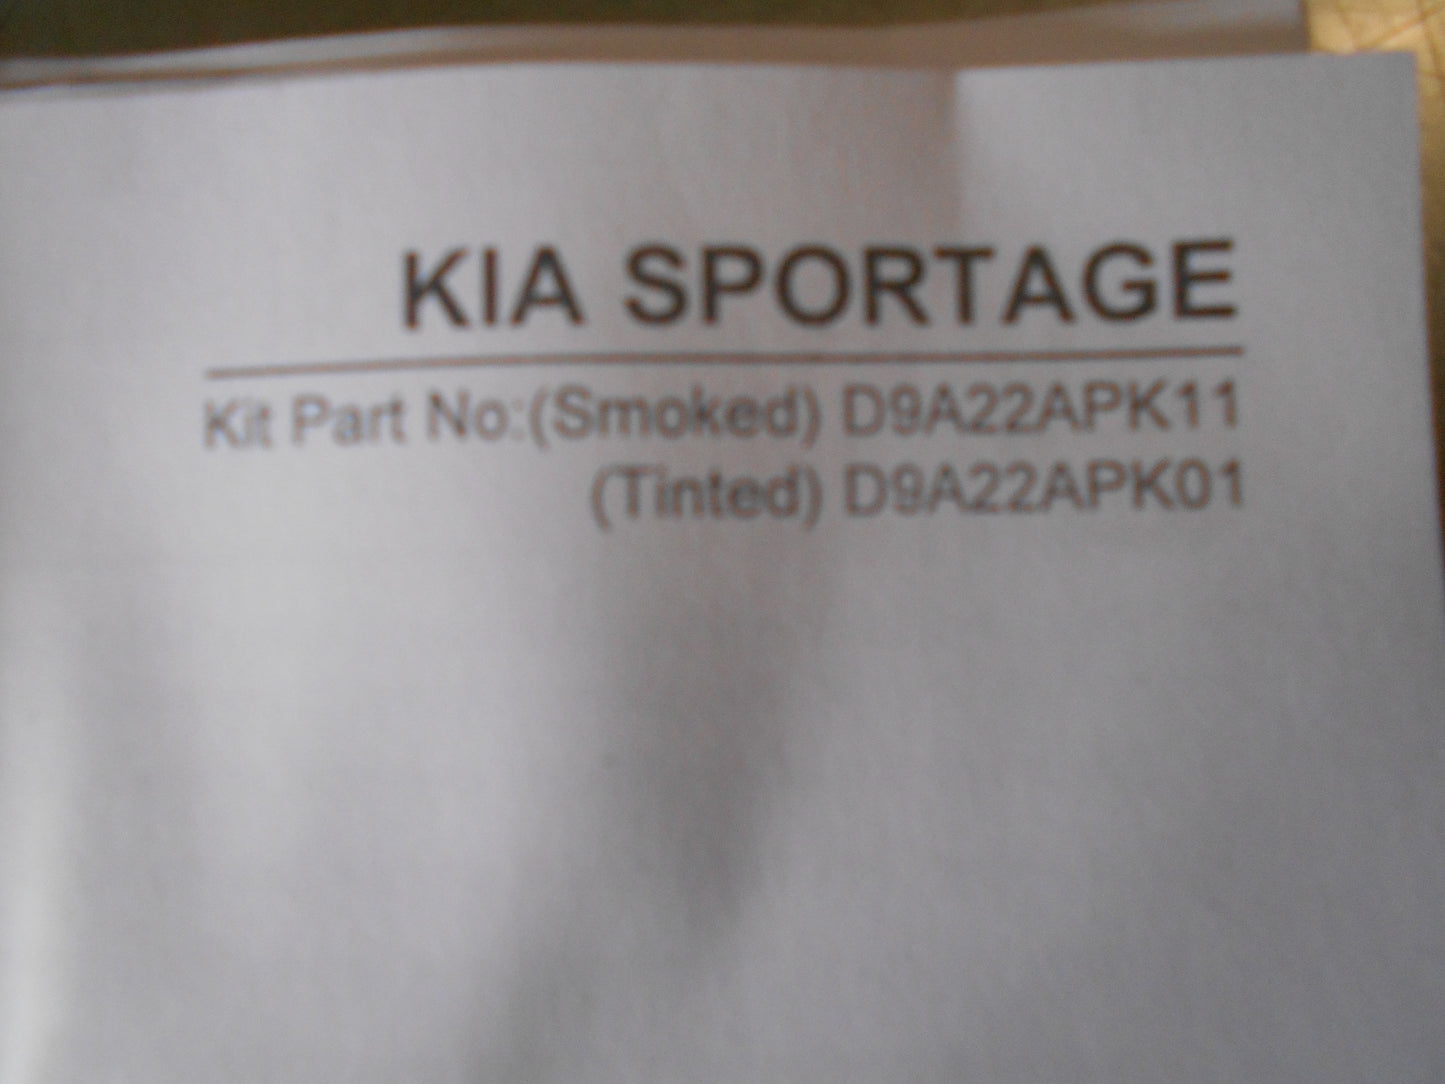 KIA SPORTAGE
Kit Part No:(Smoked) D9A22APK11
(Tinted) D9A22APK01